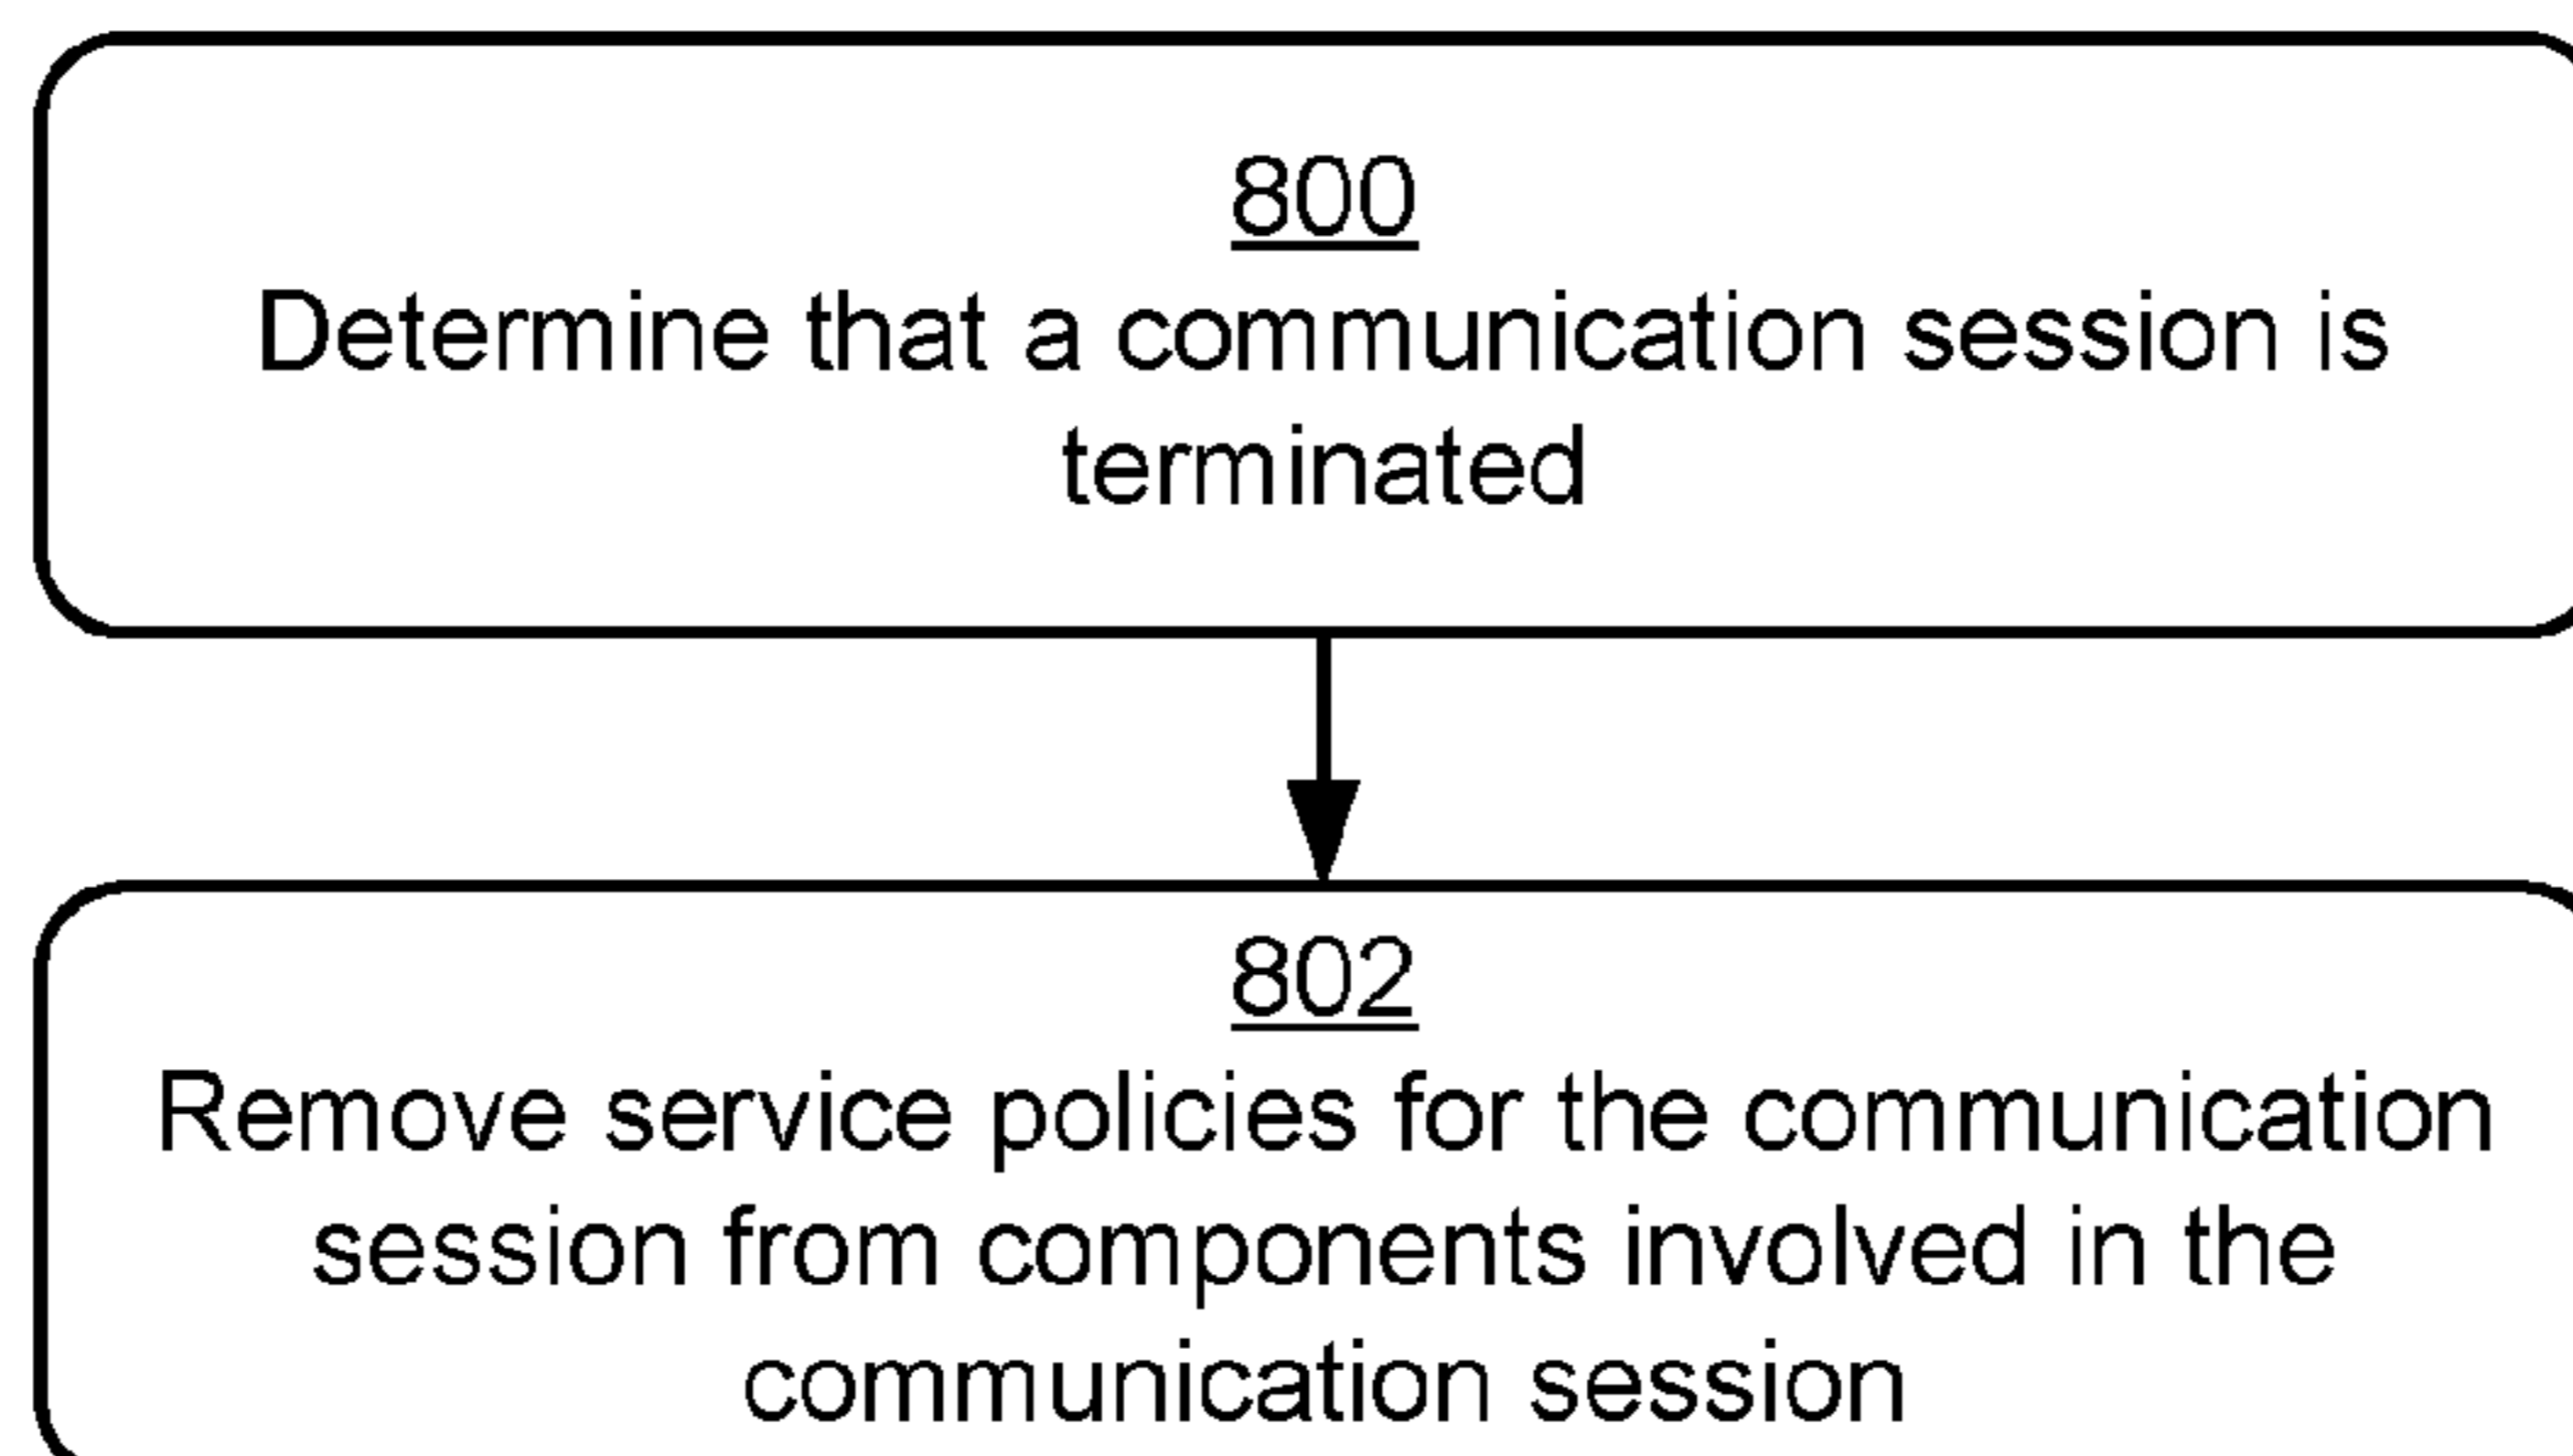 800
Determine that a communication session is
terminated
802
Remove service policies for the communication
session from components involved in the
communication session